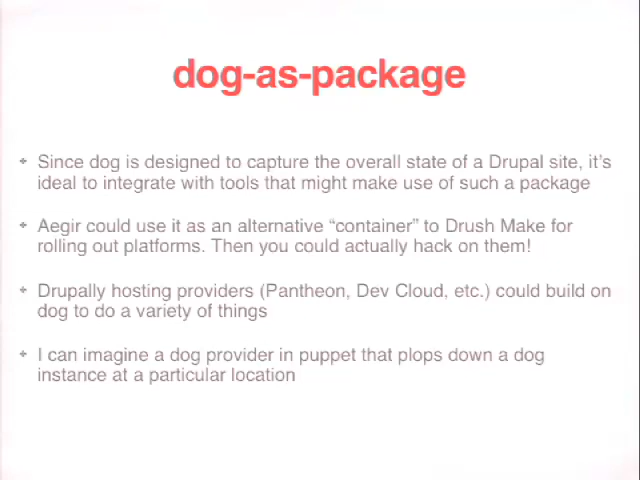 dog-as-package
Since dog is designed to capture the overall state of a Drupal site, it's
ideal to integrate with tools that might make use of such a package
Aegir could use it as an alternative “container” to Drush Make for
rolling out platforms. Then you could actually hack on them!
Drupally hosting providers (Pantheon, Dev Cloud, etc.) could build on
dog to do a variety of things
I can imagine a dog provider in puppet that plops down a dog
instance at a particular location